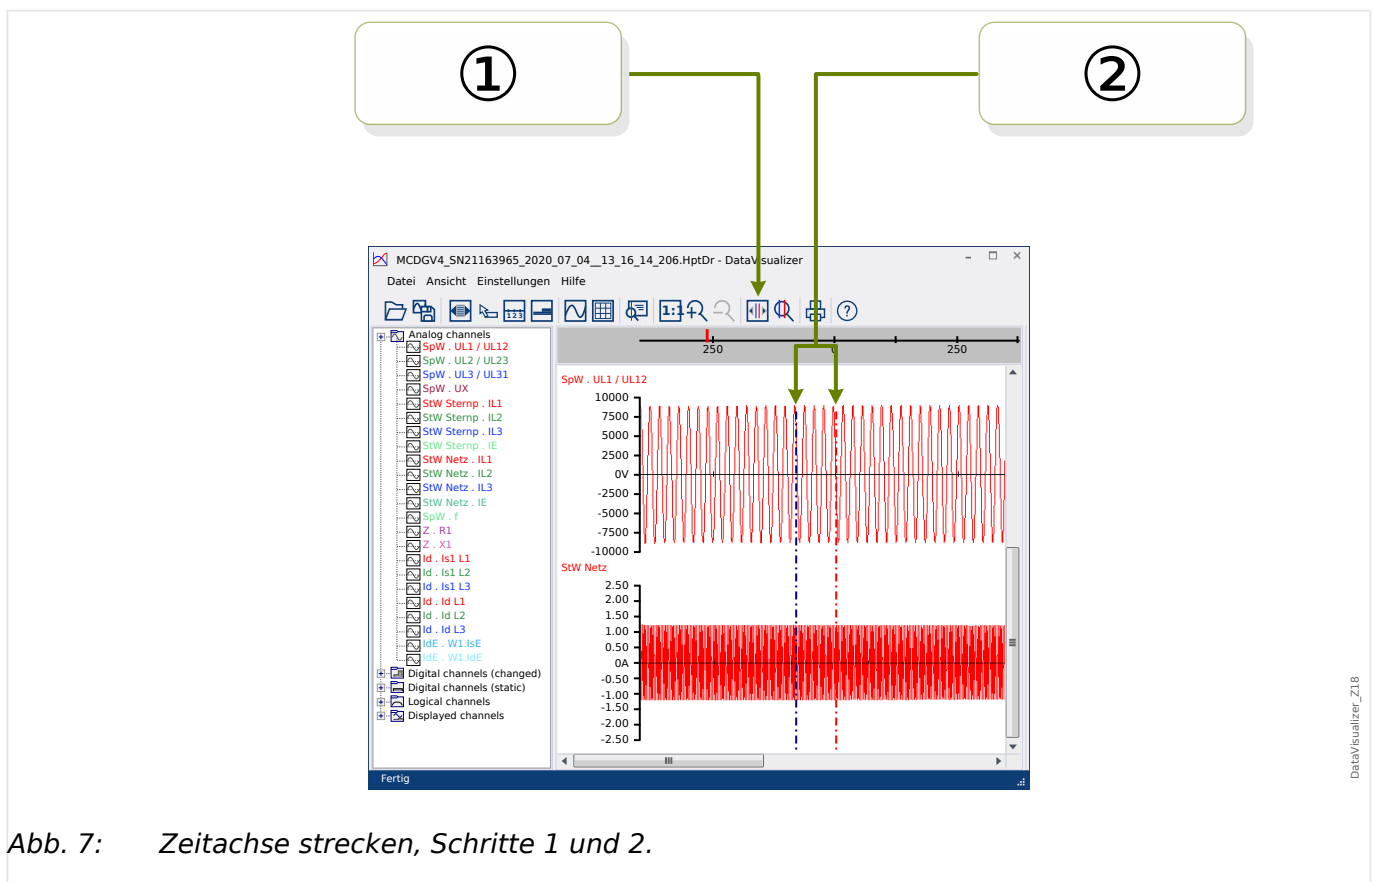 ① ②
MCDGV4_SN21163965_2020_07_04__13_16_14_206.HptDr - DataVisualizer
Datei Ansicht Einstellungen Hilfe
1 2 3
1:1
?
Analog channels
SpW . UL1 / UL12
SpW . UL2 / UL23
SpW . UL3 / UL31
SpW . UX
StW Sternp . IL1
StW Sternp . IL2
StW Sternp . IL3
StW Sternp . IE
StW Netz . IL1
StW Netz . IL2
StW Netz . IL3
StW Netz . IE
SpW . f
Z . R1
Z . X1
Id . Is1 L1
Id . Is1 L2
Id . Is1 L3
Id . Id L1
Id . Id L2
Id . Id L3
IdE . W1.IsE
IdE . W1.IdE
Digital channels (changed)
Digital channels (static)
Logical channels
Displayed channels
250 0 250
SpW . UL1 / UL12
10000
7500
5000
2500
0V
-2500
-5000
-7500
-10000
StW Netz
2.50
2.00
1.50
1.00
0.50
0A
-0.50
-1.00
-1.50
-2.00
-2.50
Fertig
DataVisualizer_Z18
Abb. 7: Zeitachse strecken, Schritte 1 und 2.